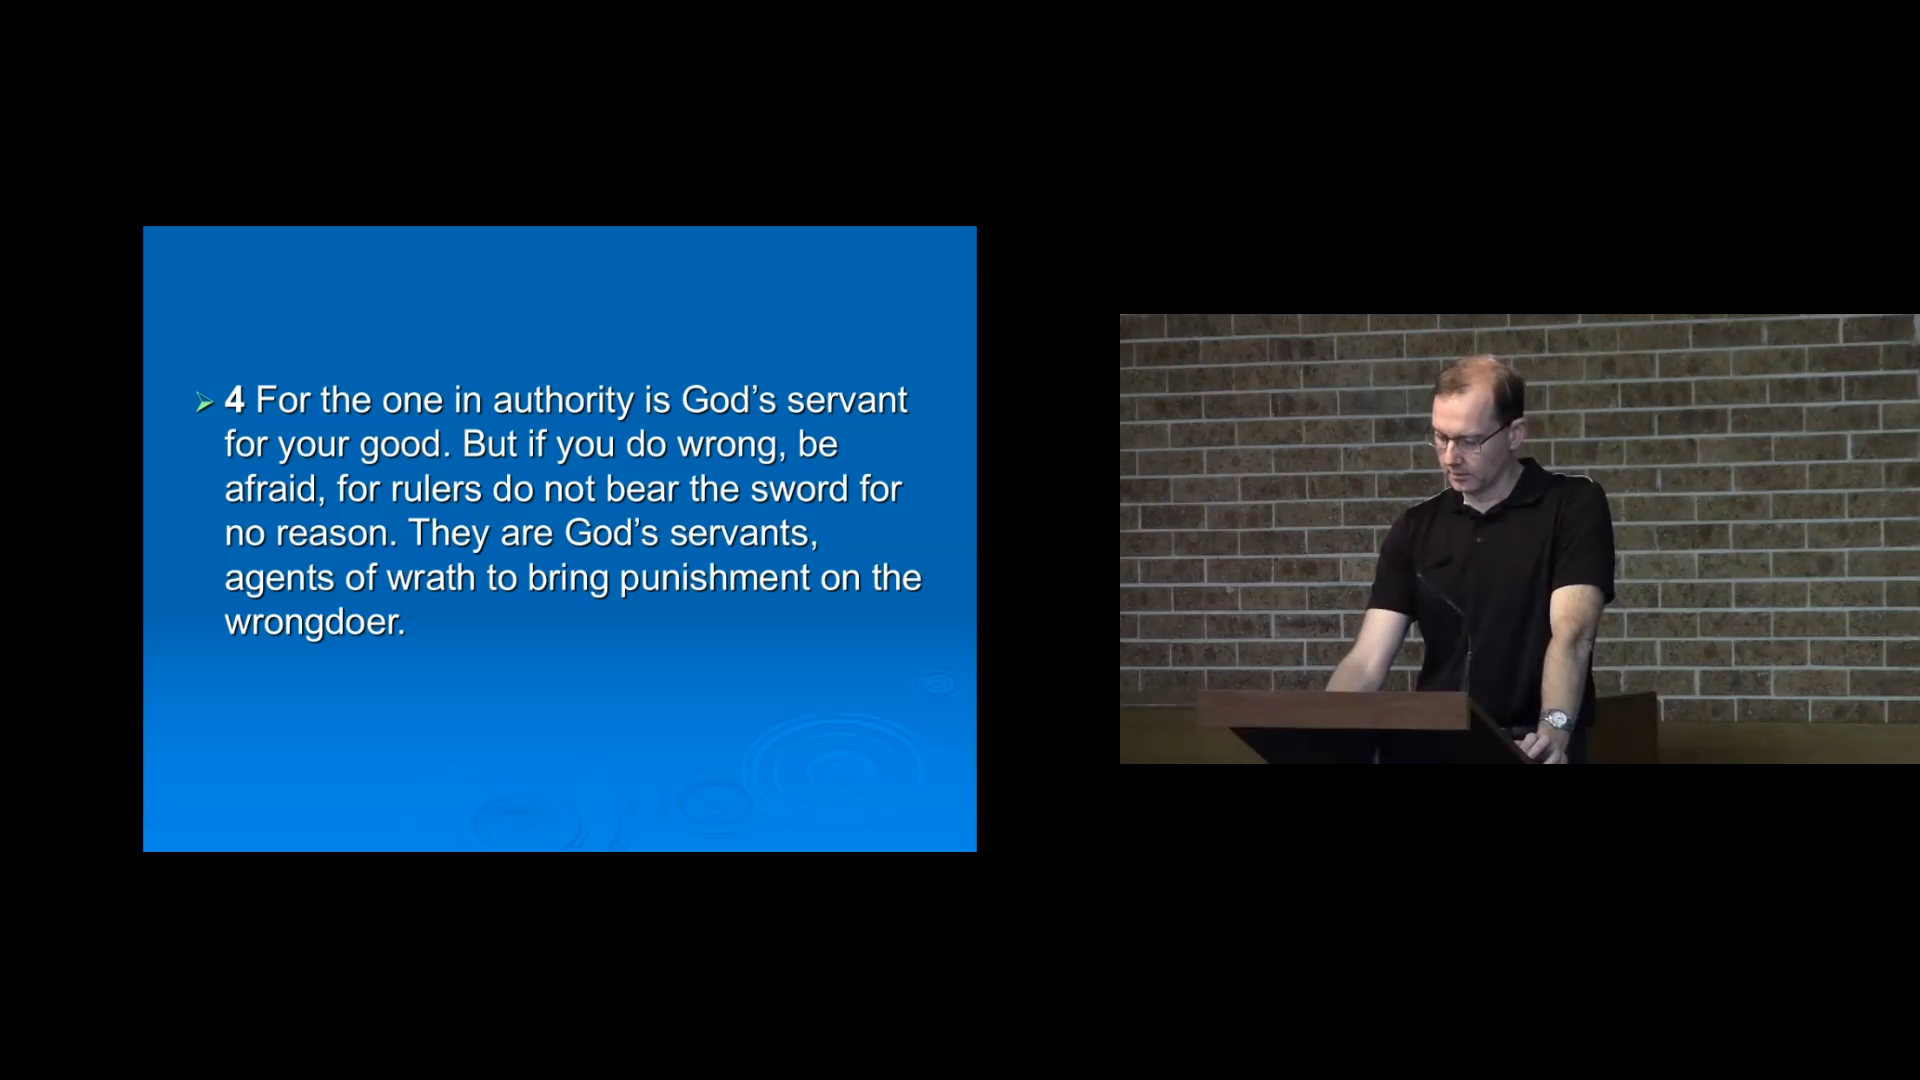 4 For the one in authority is God’s servant
for your good. But if you do wrong, be
afraid, for rulers do not bear the sword for
no reason. They are God’s servants,
agents of wrath to bring punishment on the
wrongdoer.